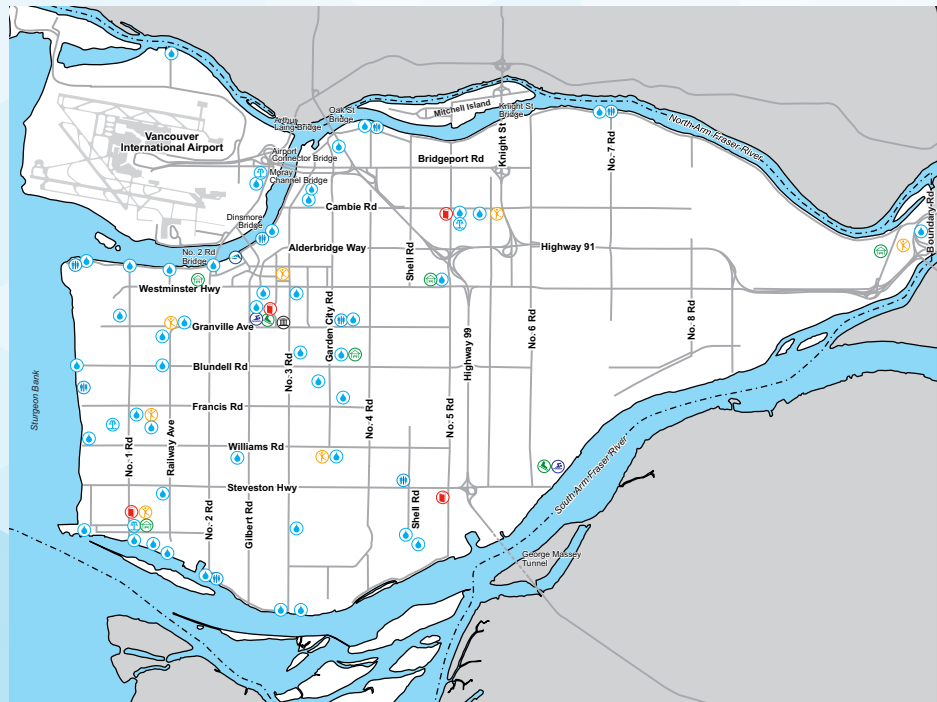 Oak St
Bridge
Mitchell Island
Knight St
Bridge
Arthur
Laing Bridge
North Arm Fraser River
Vancouver
International Airport
Airport
Connector Bridge
Moray
Channel Bridge
Bridgeport Rd
Knight St
No. 7 Rd
Cambie Rd
Dinsmore
Bridge
Boundary Rd
No. 2 Rd
Bridge
Alderbridge Way
Shell Rd
Highway 91
Westminster Hwy
Granville Ave
Garden City Rd
No. 3 Rd
No. 6 Rd
No. 8 Rd
Highway 99
Blundell Rd
Sturgeon Bank
Francis Rd
No. 4 Rd
No. 5 Rd
No. 1 Rd
Railway Ave
Williams Rd
Steveston Hwy
No. 2 Rd
Gilbert Rd
Shell Rd
South Arm Fraser River
George Massey
Tunnel